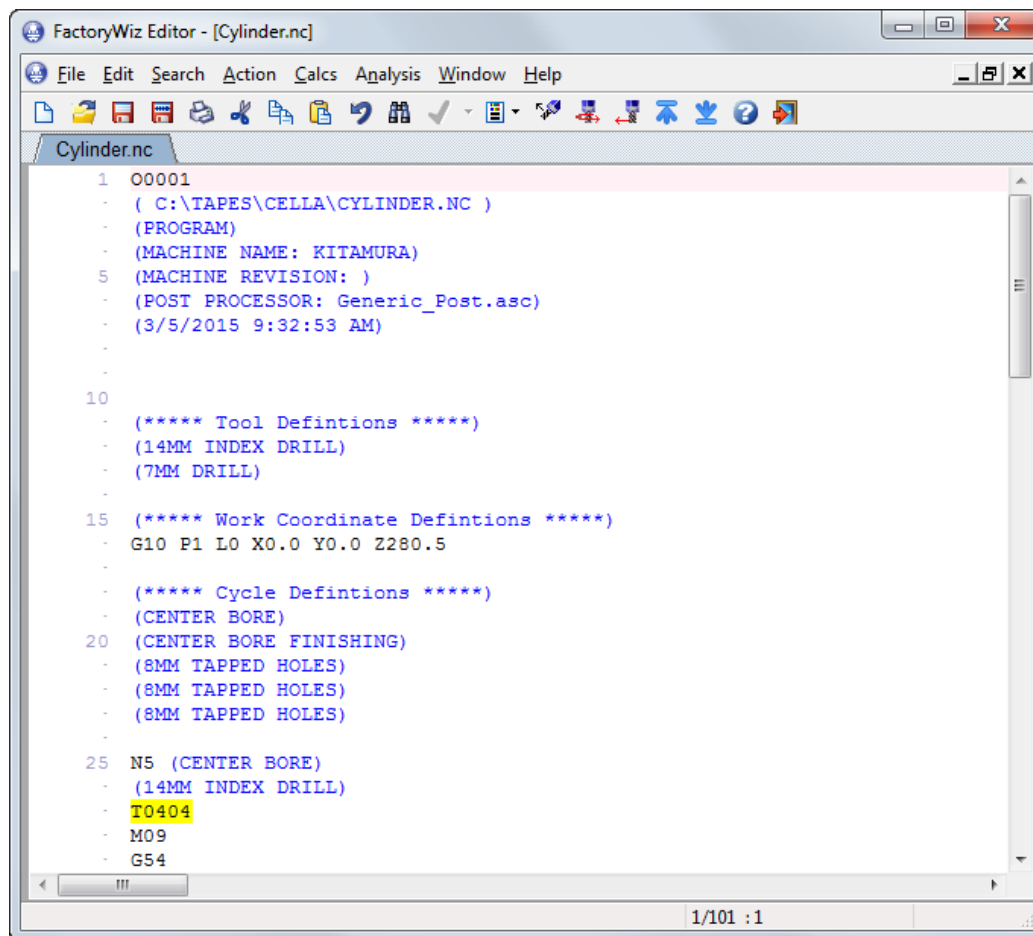 FactoryWiz Editor - [Cylinder.nc]
File Edit Search Action Calcs Analysis Window Help
Cylinder.nc
1 O0001
- ( C:\TAPES\CELLA\CYLINDER.NC )
- (PROGRAM)
- (MACHINE NAME: KITAMURA)
5 (MACHINE REVISION: )
- (POST PROCESSOR: Generic_Post.asc)
- (3/5/2015 9:32:53 AM)
-
-
10
- (***** Tool Defintions *****)
- (14MM INDEX DRILL)
- (7MM DRILL)
-
15 (***** Work Coordinate Defintions *****)
- G10 P1 L0 X0.0 Y0.0 Z280.5
-
- (***** Cycle Defintions *****)
- (CENTER BORE)
20 (CENTER BORE FINISHING)
- (8MM TAPPED HOLES)
- (8MM TAPPED HOLES)
- (8MM TAPPED HOLES)
-
25 N5 (CENTER BORE)
- (14MM INDEX DRILL)
- T0404
- M09
- G54
1/101 :1